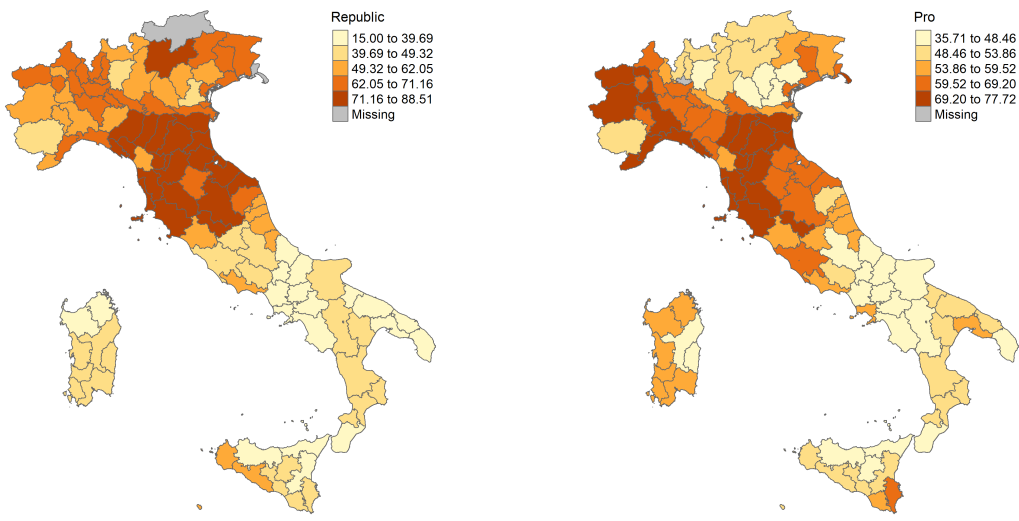 Republic
15.00 to 39.69
39.69 to 49.32
49.32 to 62.05
62.05 to 71.16
71.16 to 88.51
Missing
Pro
35.71 to 48.46
48.46 to 53.86
53.86 to 59.52
59.52 to 69.20
69.20 to 77.72
Missing